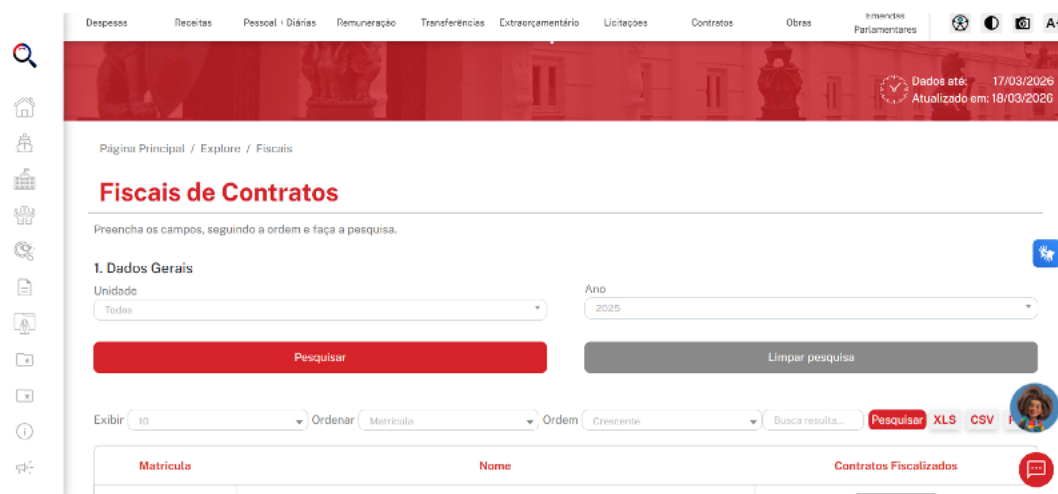 Despesas Receitas Pessoal + Diárias Remuneração Transferências Extraorçamentário Licitações Contratos Obras Emendas Parlamentares A+
Dados até: 17/03/2026
Atualizado em: 18/03/2026
Página Principal / Explore / Fiscais
Fiscais de Contratos
Preencha os campos, seguindo a ordem e faça a pesquisa.
1. Dados Gerais
Unidade Ano
Todas 2025
Pesquisar Limpar pesquisa
Exibir 10 Ordenar Matrícula Ordem Crescente Busca resulta... Pesquisar XLS CSV
Matrícula Nome Contratos Fiscalizados